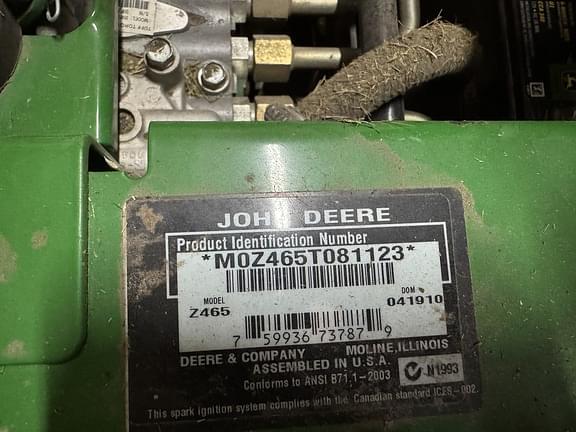 JOHN DEERE
Product Identification Number
*M0Z465T081123*
MODEL
Z465
DOM
041910
7 59936 73787 9
DEERE & COMPANY MOLINE, ILLINOIS
ASSEMBLED IN U.S.A.
Conforms to ANSI B71.1-2003
N1993
This spark ignition system complies with the Canadian standard ICES-002.